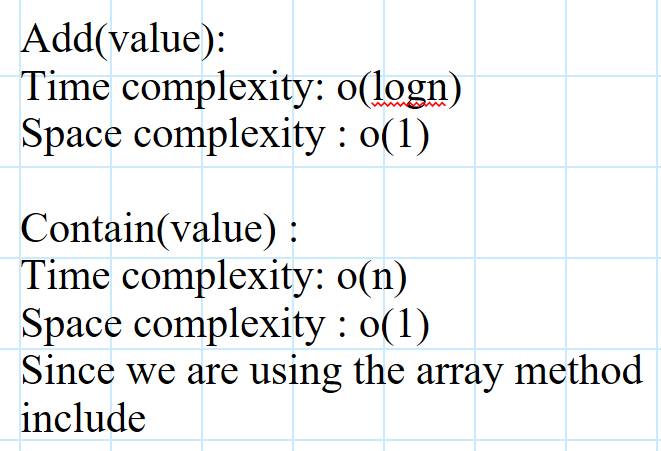 Add(value):
Time complexity: o(logn)
Space complexity : o(1)
Contain(value) :
Time complexity: o(n)
Space complexity : o(1)
Since we are using the array method
include